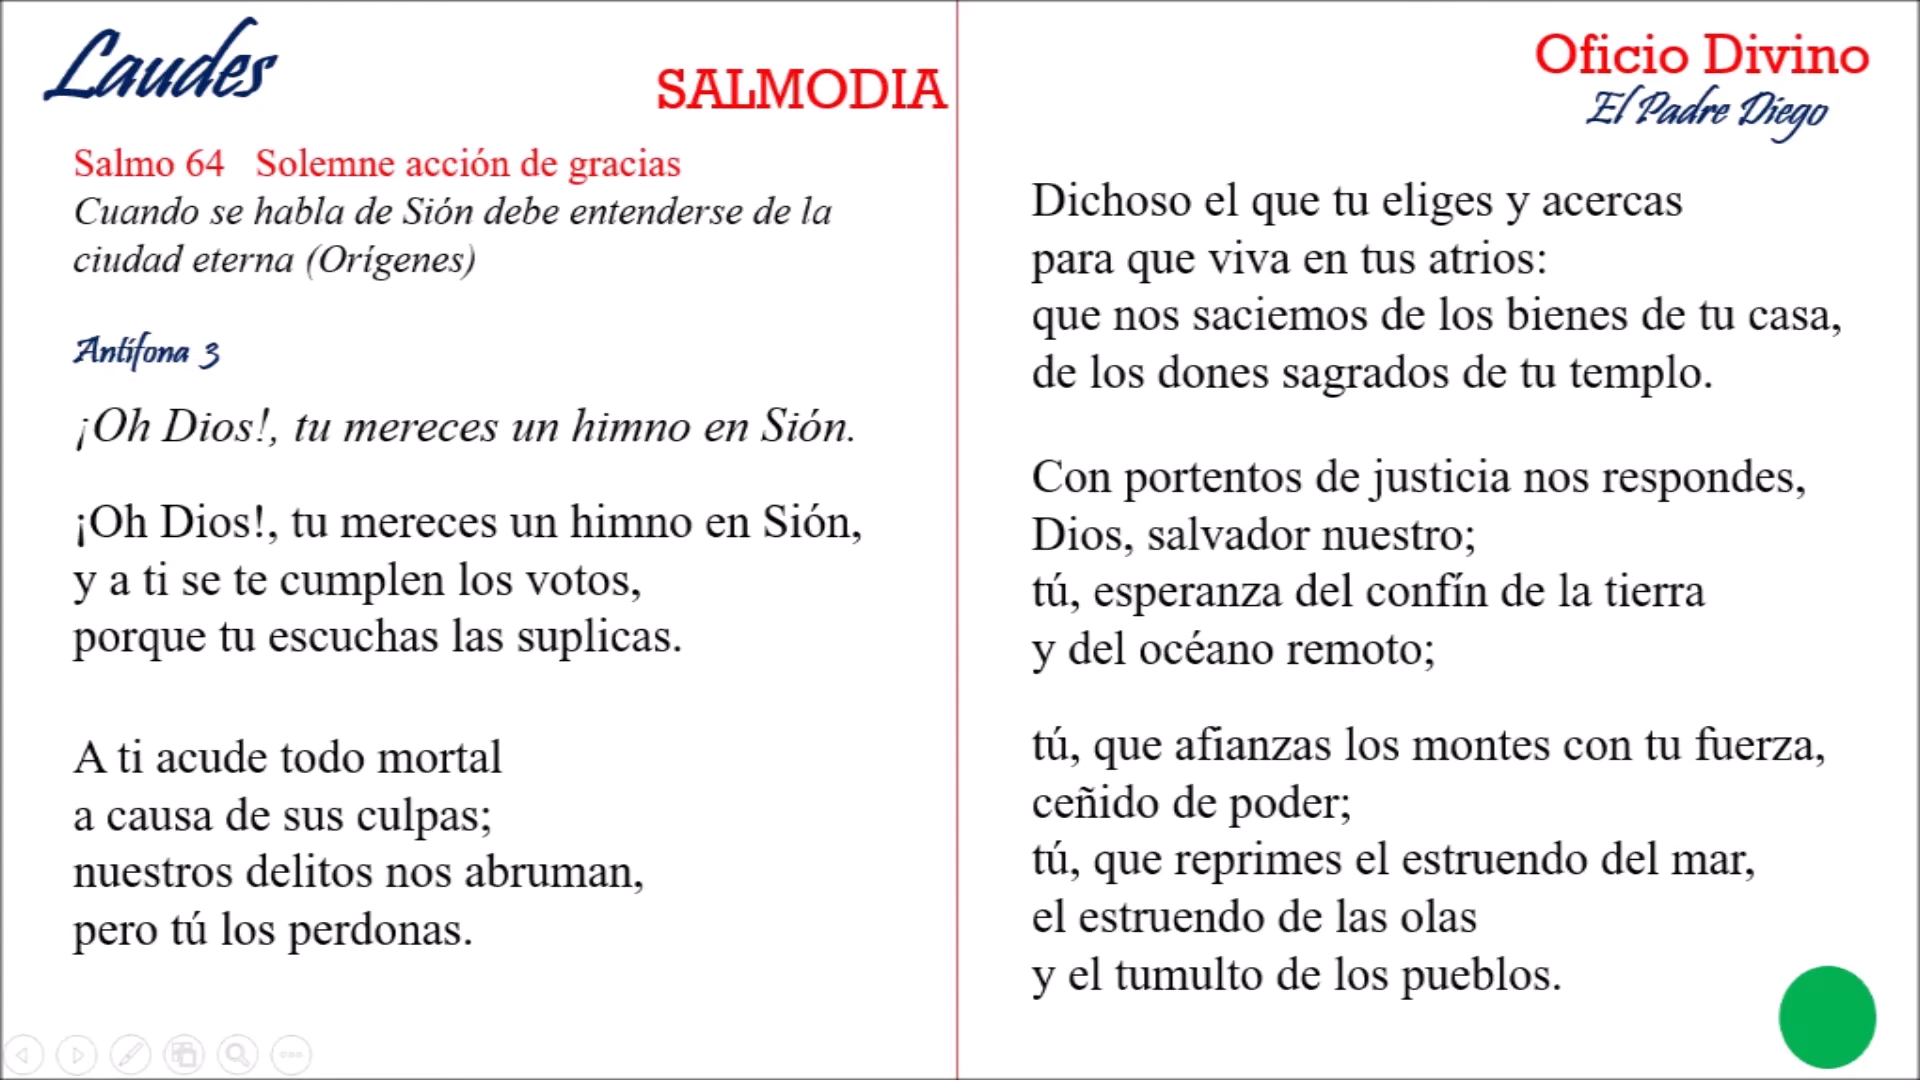 Laudes
SALMODIA
Salmo 64 Solemne acción de gracias
Cuando se habla de Sión debe entenderse de la
ciudad eterna (Orígenes)
Antífona 3
¡Oh Dios!, tu mereces un himno en Sión.
¡Oh Dios!, tu mereces un himno en Sión,
y a ti se te cumplen los votos,
porque tu escuchas las suplicas.
A ti acude todo mortal
a causa de sus culpas;
nuestros delitos nos abruman,
pero tú los perdonas.
Oficio Divino
El Padre Diego
Dichoso el que tu eliges y acercas
para que viva en tus atrios:
que nos saciemos de los bienes de tu casa,
de los dones sagrados de tu templo.
Con portentos de justicia nos respondes,
Dios, salvador nuestro;
tú, esperanza del confín de la tierra
y del océano remoto;
tú, que afianzas los montes con tu fuerza,
ceñido de poder;
tú, que reprimes el estruendo del mar,
el estruendo de las olas
y el tumulto de los pueblos.